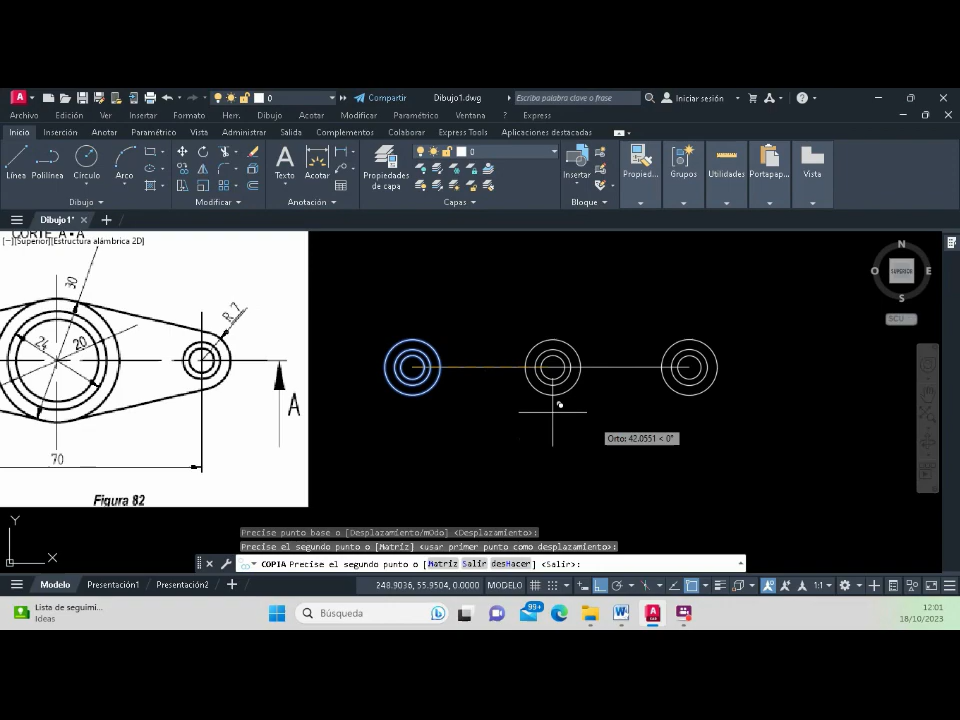 Compartir
Dibujo1.dwg
Escriba palabra clave o frase
Iniciar sesión
Archivo Edición Ver Insertar Formato Herr. Dibujo Acotar Modificar Paramétrico Ventana ? Express
Inicio Inserción Anotar Paramétrico Vista Administrar Salida Complementos Colaborar Express Tools Aplicaciones destacadas
0
0
Línea Polilínea Círculo Arco
Texto Acotar
Propiedades
de capa
Insertar
Propied... Grupos Utilidades Portapap... Vista
Dibujo Modificar Anotación Capas Bloque
Dibujo1*
CORTE A-A
[−][Superior][Estructura alámbrica 2D]
N
O SUPERIOR E
S
SCU
30
R 7
24
20
A
70
Figura 82
Orto: 42.0551 < 0°
Y
X
Precise punto base o [Desplazamiento/mOdo] <Desplazamiento>:
Precise el segundo punto o [Matriz] <usar primer punto como desplazamiento>:
COPIA Precise el segundo punto o [Matriz Salir desHacer] <Salir>:
Modelo Presentación1 Presentación2
248.9036, 55.9504, 0.0000 MODELO 1:1
Lista de seguimi...
Ideas
Búsqueda
99+
12:01
18/10/2023